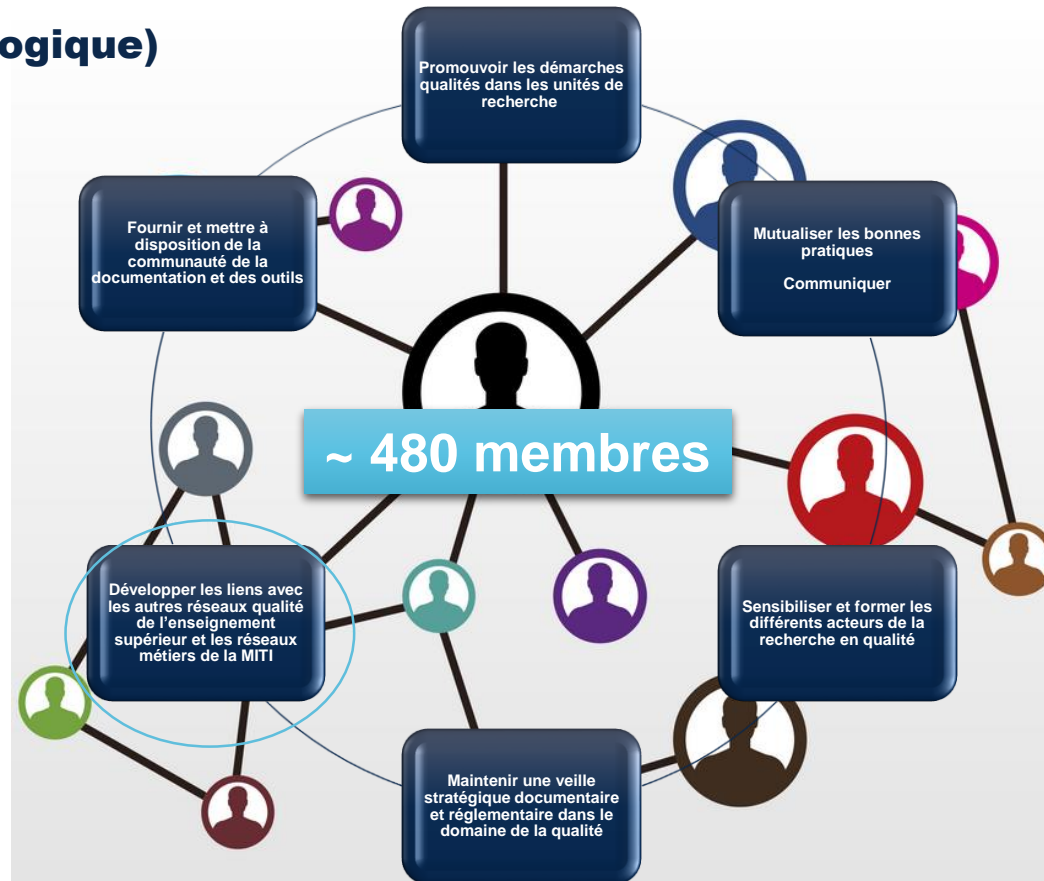 ogique)
Promouvoir les démarches
qualités dans les unités de
recherche
Fournir et mettre à
disposition de la
communauté de la
documentation et des outils
Mutualiser les bonnes
pratiques
Communiquer
~ 480 membres
Développer les liens avec
les autres réseaux qualité
de l’enseignement
supérieur et les réseaux
métiers de la MITI
Sensibiliser et former les
différents acteurs de la
recherche en qualité
Maintenir une veille
stratégique documentaire
et réglementaire dans le
domaine de la qualité